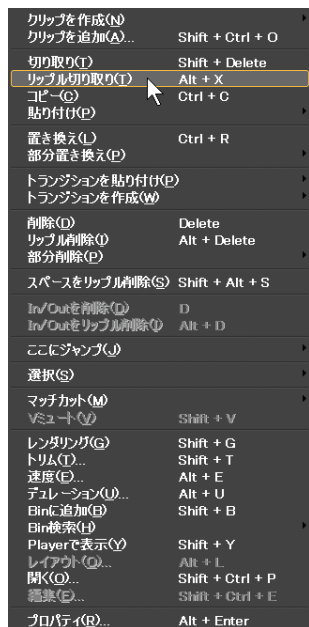 クリップを作成(N)
クリップを追加(A)... Shift + Ctrl + O
切り取り(T) Shift + Delete
リップル切り取り(T) Alt + X
コピー(C) Ctrl + C
貼り付け(P)
置き換え(L) Ctrl + R
部分置き換え(P)
トランジションを貼り付け(P)
トランジションを作成(W)
削除(D) Delete
リップル削除(I) Alt + Delete
部分削除(P)
スペースをリップル削除(S) Shift + Alt + S
In/Outを削除(D) D
In/Outをリップル削除(I) Alt + D
ここにジャンプ(J)
選択(S)
マッチカット(M)
Vミュート(V) Shift + V
レンダリング(G) Shift + G
トリム(T)... Shift + T
速度(E)... Alt + E
デュレーション(U)... Alt + U
Binに追加(B) Shift + B
Bin検索(H)
Playerで表示(Y) Shift + Y
レイアウト(O)... Alt + L
開く(O)... Shift + Ctrl + P
編集(E)... Shift + Ctrl + E
プロパティ(R)... Alt + Enter